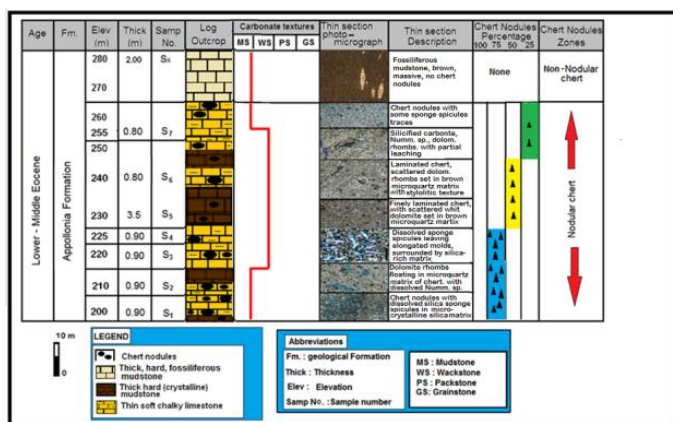 Age
Fm.
Elev
(m)
Thick
(m)
Samp
No.
Log
Outcrop
Carbonate textures
MS WS PS GS
Thin section
photo-
micrograph
Thin section
Description
Chert Nodules
Percentage
100 75 50 25
Chert Nodules
Zones
Lower - Middle Eocene
Appollonia Formation
280 2.00
270
Fossiliferous
mudstone, brown,
massive, no chert
nodules
None
Non-Nodular
chert
260
255 0.80 S7
250
Chert nodules with
some sponge spicules
traces
Silicified carbonte,
Numm. sp., dolom.
rhombs. with partial
leaching
240 0.80 S6
Laminated chert,
scattered dolom.
rhombs set in brown
microquartz matrix
with stylolitic texture
230 3.5 S5
Finely laminated chert,
with scattered whit
dolomite set in brown
microquartz martix
225 0.90 S4
220 0.90 S3
Dissolved sponge
spicules leaving
elongated molds,
surrounded by silica-
rich matrix
210 0.90 S2
Dolomite rhombs
floating in microquartz
matrix of chert. with
dissolved Numm. sp.
200 0.90 S1
Chert nodules with
dissolved silica sponge
spicules in micro-
crystalline silica matrix
Nodular chert
10 m
0
LEGEND
Chert nodules
Thick, hard, fossiliferous
mudstone
Thick hard (crystalline)
mudstone
Thin soft chalky limestone
Abbreviations
Fm. : geological Formation
Thick : Thickness
Elev : Elevation
Samp No. : Sample number
MS : Mudstone
WS : Wackstone
PS : Packstone
GS: Grainstone